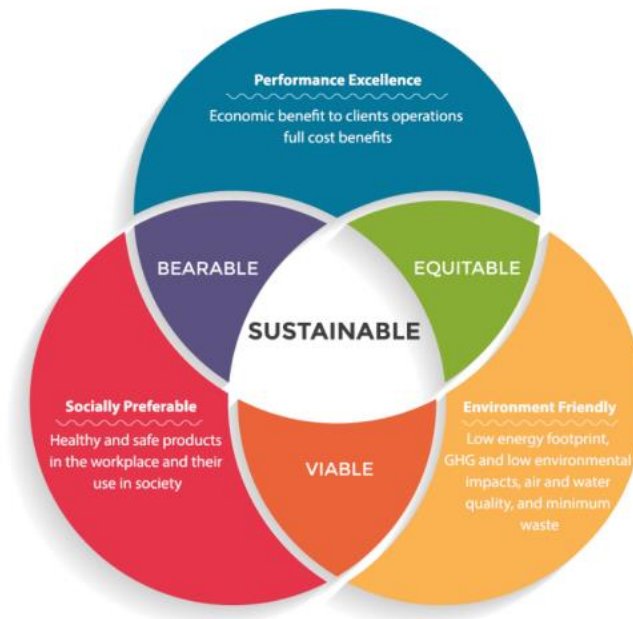 Performance Excellence
Economic benefit to clients operations
full cost benefits
BEARABLE
EQUITABLE
SUSTAINABLE
Socially Preferable
Healthy and safe products
in the workplace and their
use in society
Environment Friendly
Low energy footprint,
GHG and low environmental
impacts, air and water
quality, and minimum
waste
VIABLE